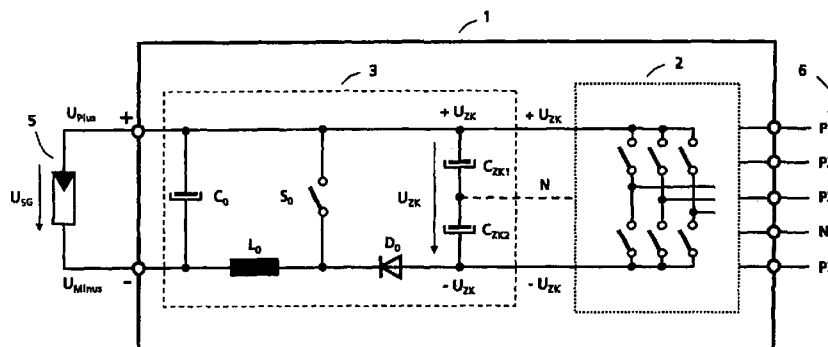 1
3
2
6
5
U_Plus
+
+ U_ZK
+ U_ZK
U_SG
C_0
S_0
U_ZK
C_ZK1
N
C_ZK2
L_0
D_0
U_Minus
-
- U_ZK
- U_ZK
N